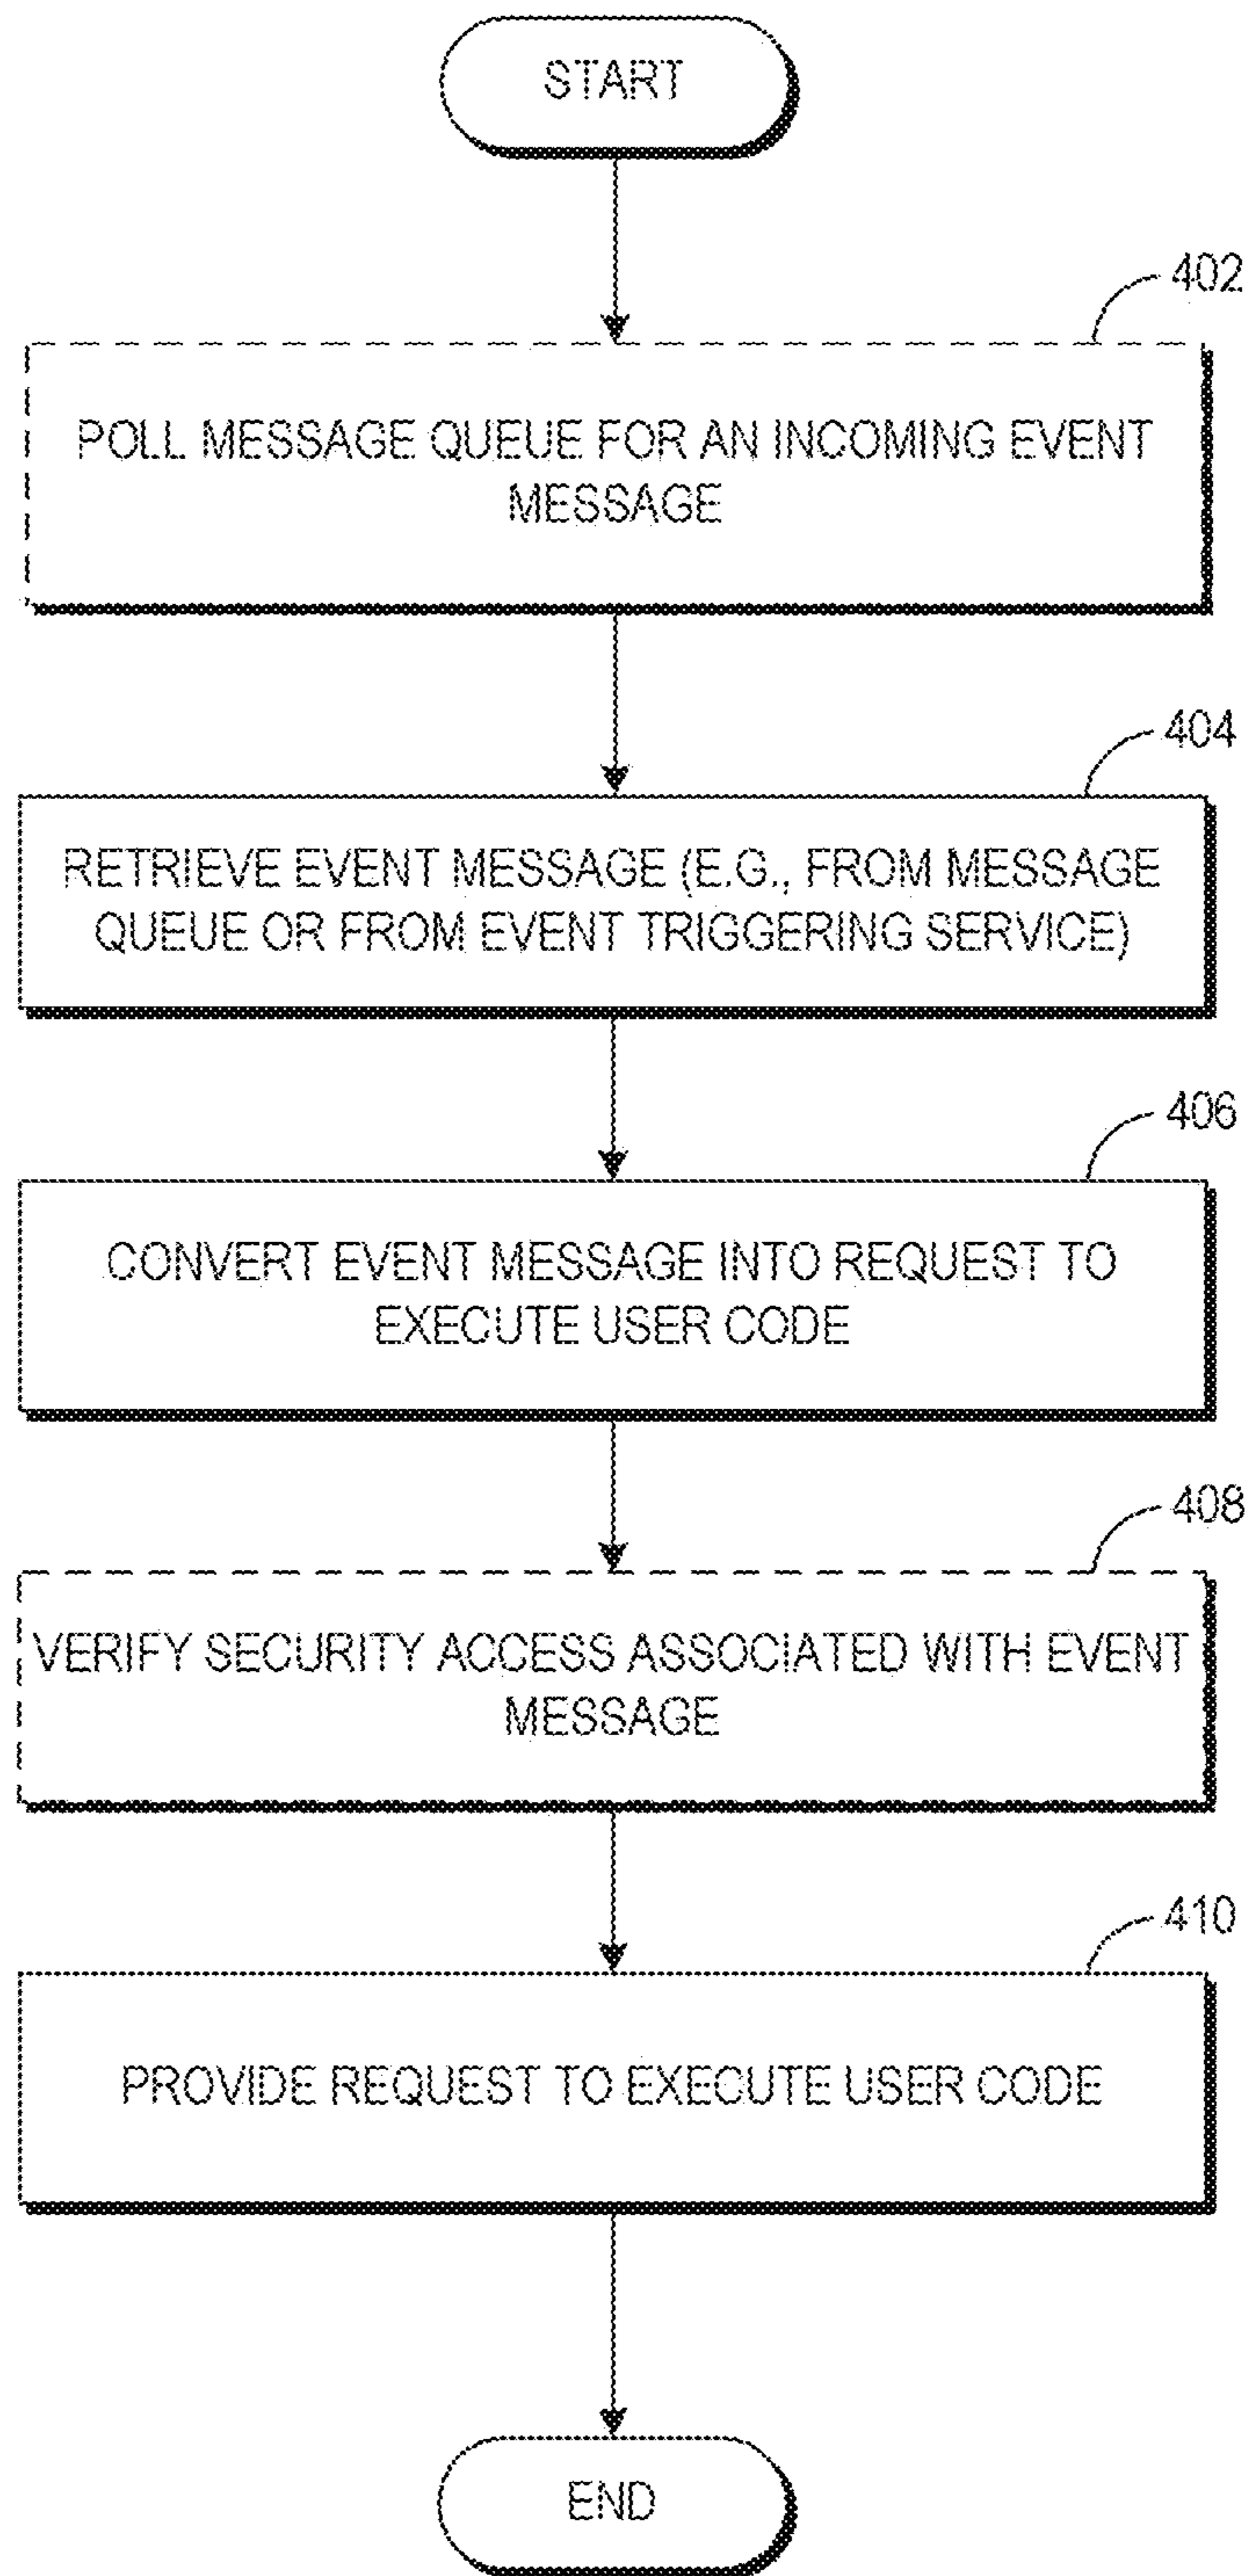 START
402
POLL MESSAGE QUEUE FOR AN INCOMING EVENT
MESSAGE
404
RETRIEVE EVENT MESSAGE (E.G., FROM MESSAGE
QUEUE OR FROM EVENT TRIGGERING SERVICE)
406
CONVERT EVENT MESSAGE INTO REQUEST TO
EXECUTE USER CODE
408
VERIFY SECURITY ACCESS ASSOCIATED WITH EVENT
MESSAGE
410
PROVIDE REQUEST TO EXECUTE USER CODE
END